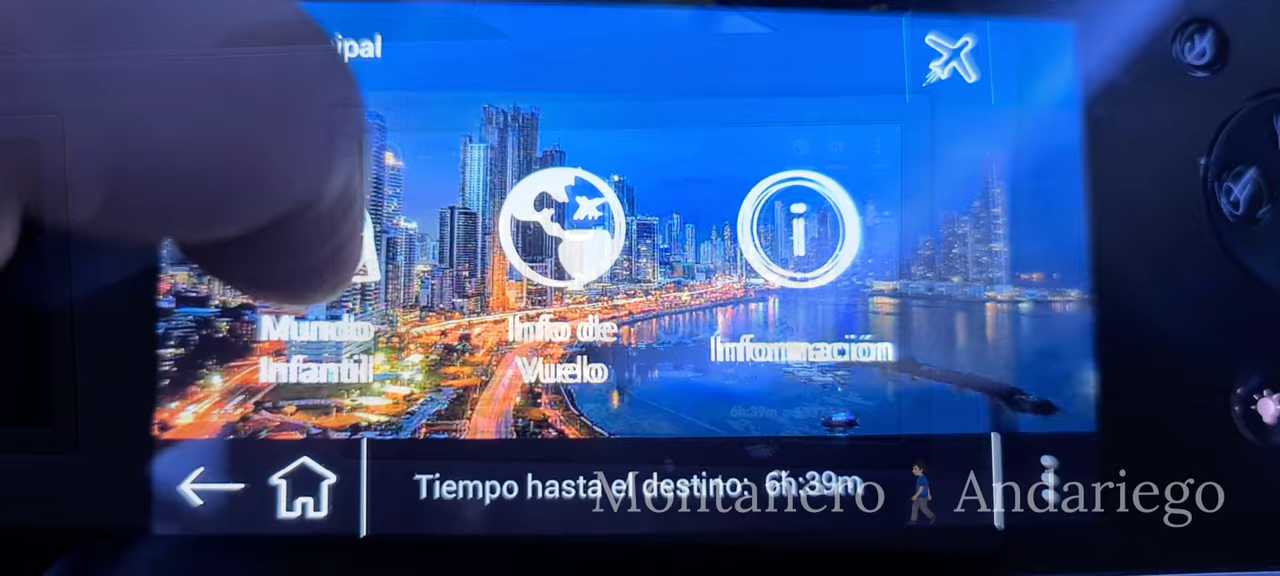 ipal
Mundo
Infantil
Info de
Vuelo
Información
Tiempo hasta el destino: 6h:39m
Montañero 🚶 Andariego